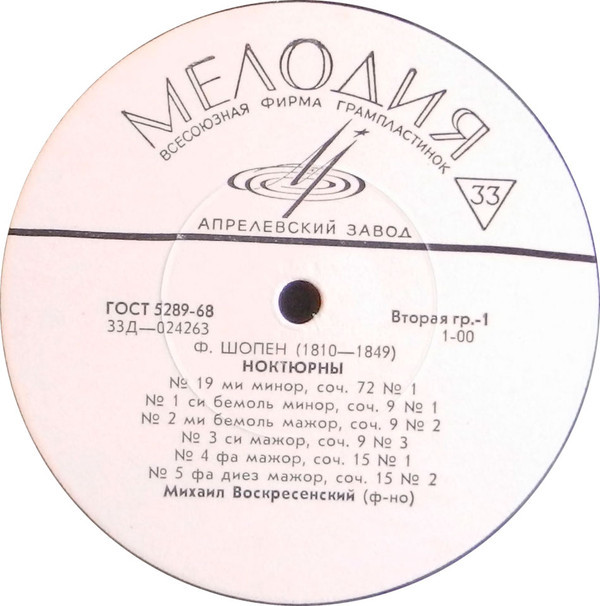 МЕЛОДИЯ
ВСЕСОЮЗНАЯ ФИРМА ГРАМПЛАСТИНОК
33
АПРЕЛЕВСКИЙ ЗАВОД
ГОСТ 5289-68
Вторая гр.-1
33Д—024263
1-00
Ф. ШОПЕН (1810—1849)
НОКТЮРНЫ
№ 19 ми минор, соч. 72 № 1
№ 1 си бемоль минор, соч. 9 № 1
№ 2 ми бемоль мажор, соч. 9 № 2
№ 3 си мажор, соч. 9 № 3
№ 4 фа мажор, соч. 15 № 1
№ 5 фа диез мажор, соч. 15 № 2
Михаил Воскресенский (ф-но)